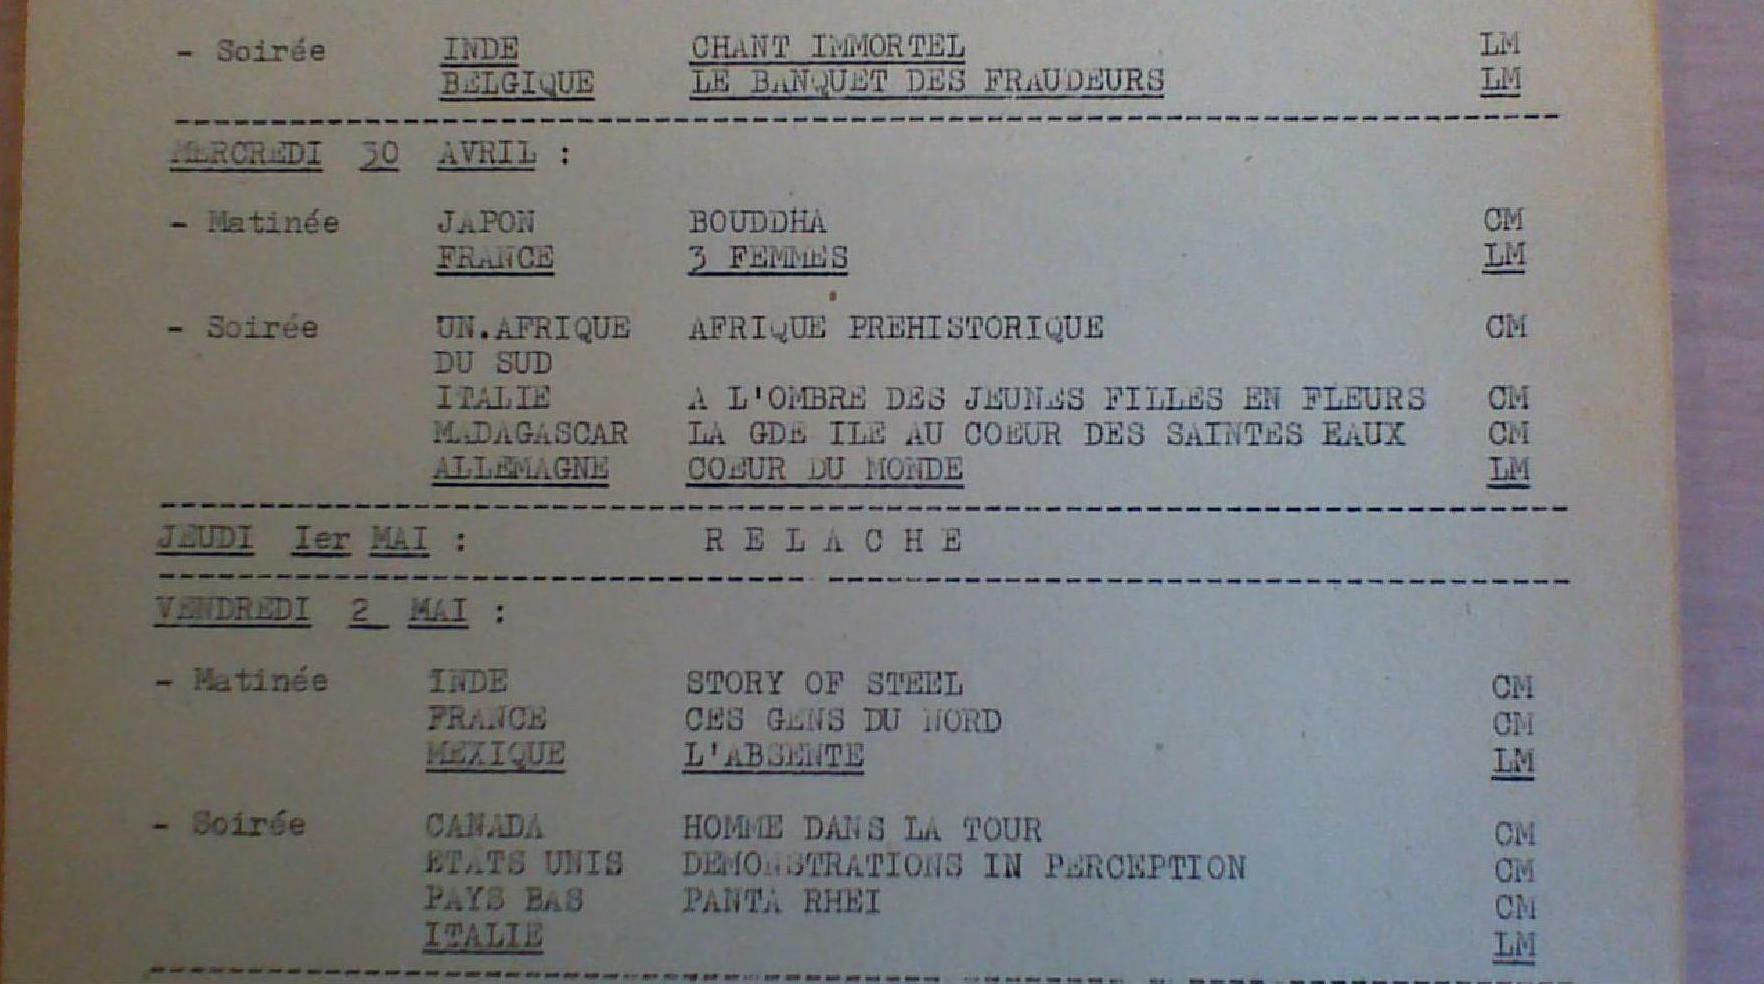 - Soirée INDE CHANT IMMORTEL LM
BELGIQUE LE BANQUET DES FRAUDEURS LM
MERCREDI 30 AVRIL :
- Matinée JAPON BOUDDHA CM
FRANCE 3 FEMMES LM
- Soirée UN.AFRIQUE AFRIQUE PREHISTORIQUE CM
DU SUD
ITALIE A L'OMBRE DES JEUNES FILLES EN FLEURS CM
MADAGASCAR LA GDE ILE AU COEUR DES SAINTES EAUX CM
ALLEMAGNE COEUR DU MONDE LM
JEUDI Ier MAI : R E L A C H E
VENDREDI 2 MAI :
- Matinée INDE STORY OF STEEL CM
FRANCE CES GENS DU NORD CM
MEXIQUE L'ABSENTE LM
- Soirée CANADA HOMME DANS LA TOUR CM
ETATS UNIS DEMONSTRATIONS IN PERCEPTION CM
PAYS BAS PANTA RHEI CM
ITALIE LM